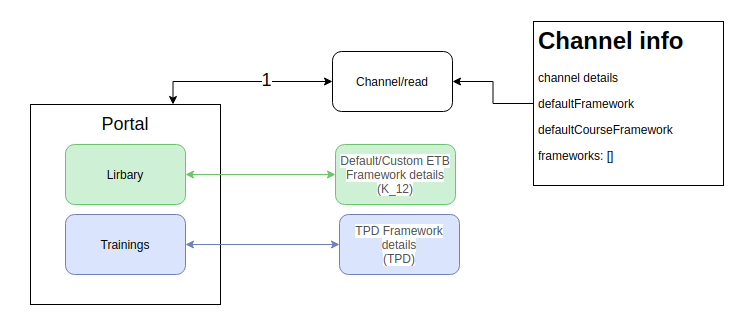 Channel info
channel details
defaultFramework
defaultCourseFramework
frameworks: []
1
Channel/read
Portal
Lirbary
Default/Custom ETB
Framework details
(K_12)
Trainings
TPD Framework
details
(TPD)